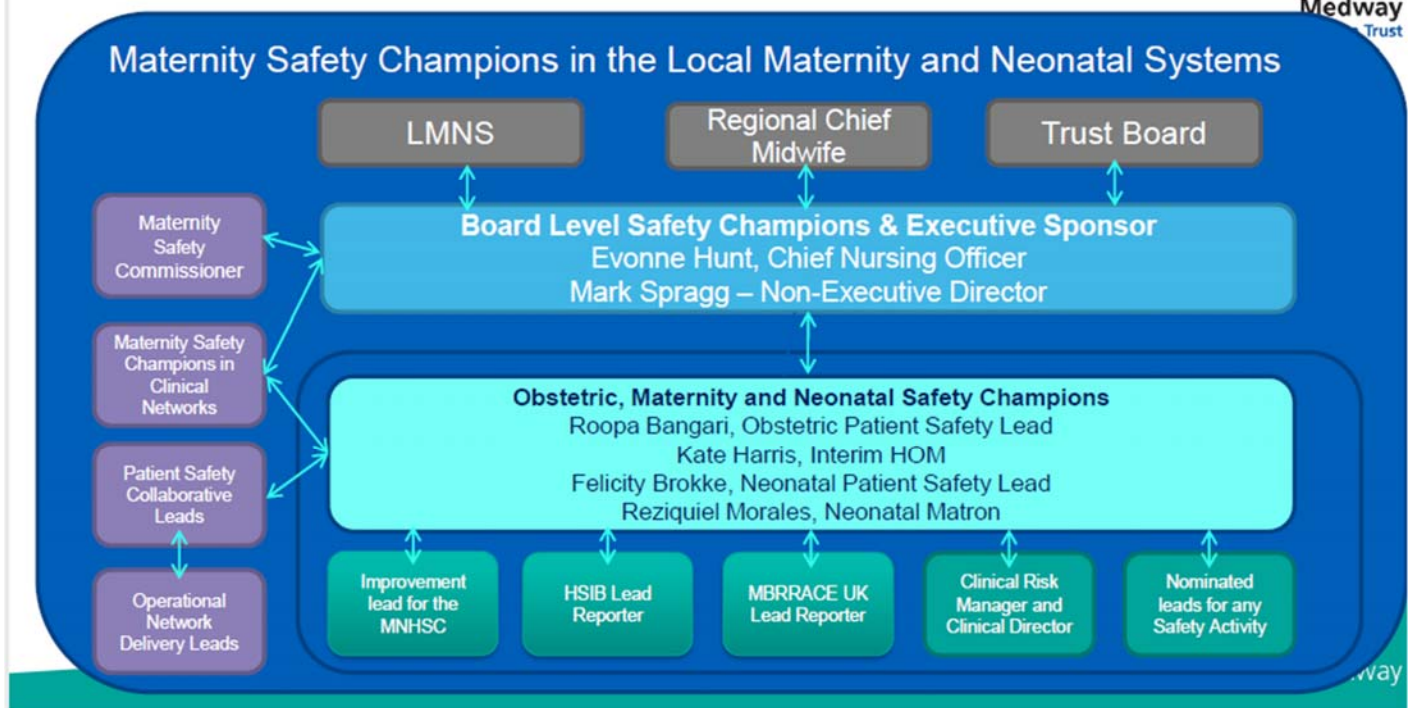 Medway
Trust
Maternity Safety Champions in the Local Maternity and Neonatal Systems
LMNS
Regional Chief
Midwife
Trust Board
Maternity
Safety
Commissioner
Board Level Safety Champions & Executive Sponsor
Evonne Hunt, Chief Nursing Officer
Mark Spragg – Non-Executive Director
Maternity Safety
Champions in
Clinical
Networks
Obstetric, Maternity and Neonatal Safety Champions
Roopa Bangari, Obstetric Patient Safety Lead
Kate Harris, Interim HOM
Felicity Brokke, Neonatal Patient Safety Lead
Reziquiel Morales, Neonatal Matron
Patient Safety
Collaborative
Leads
Operational
Network
Delivery Leads
Improvement
lead for the
MNHSC
HSIB Lead
Reporter
MBRRACE UK
Lead Reporter
Clinical Risk
Manager and
Clinical Director
Nominated
leads for any
Safety Activity